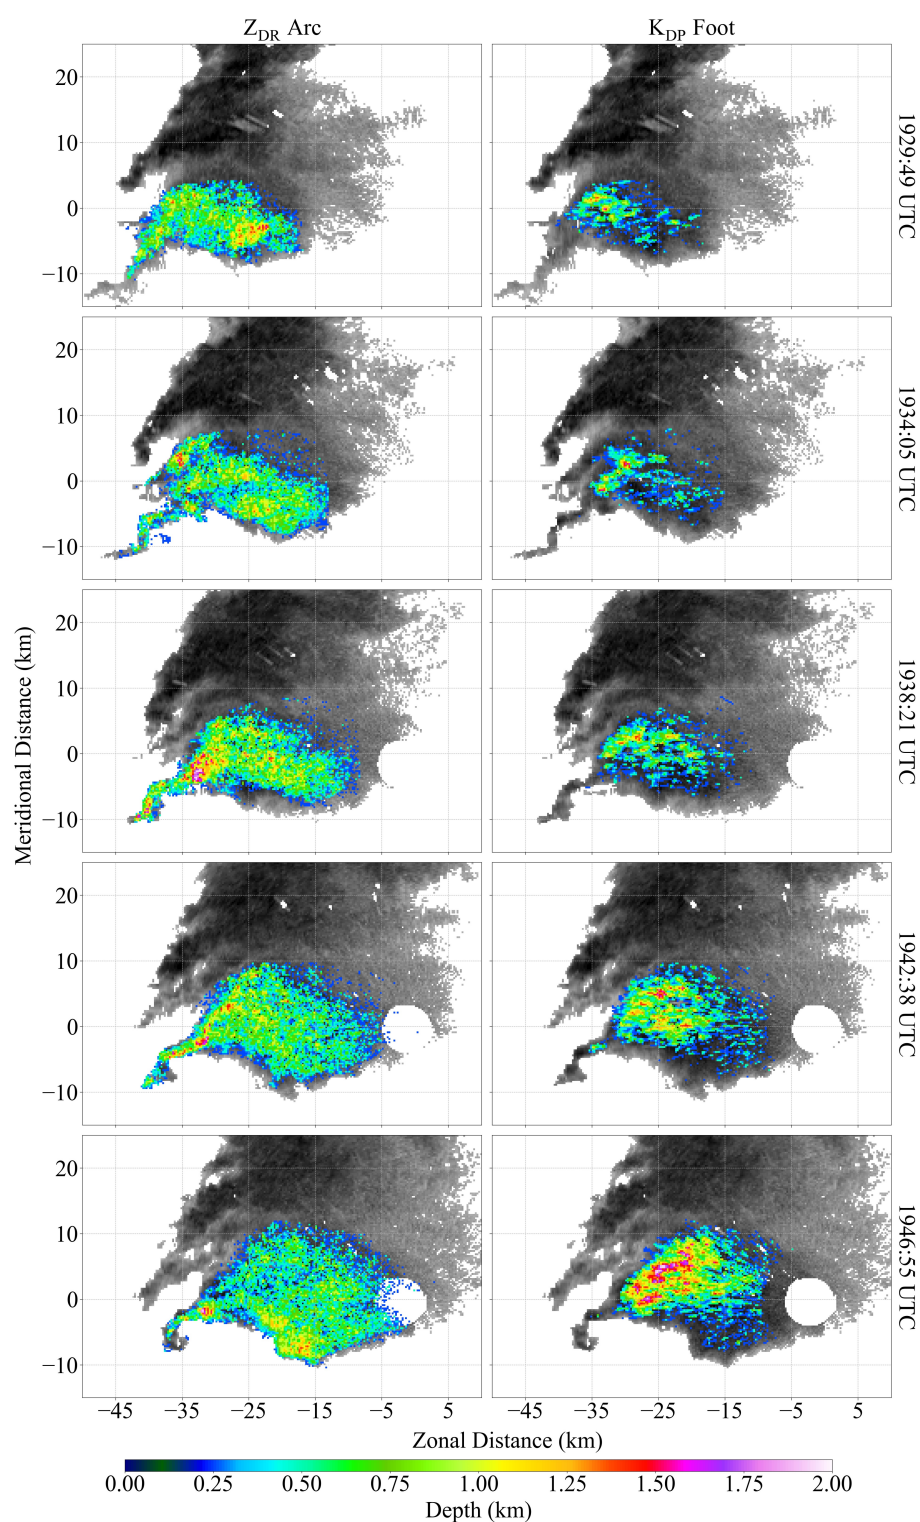 Z_DR Arc
K_DP Foot
20
10
0
−10
1929:49 UTC
20
10
0
−10
1934:05 UTC
20
10
0
−10
1938:21 UTC
Meridional Distance (km)
20
10
0
−10
1942:38 UTC
20
10
0
−10
1946:55 UTC
−45 −35 −25 −15 −5 5 −45 −35 −25 −15 −5 5
Zonal Distance (km)
0.00 0.25 0.50 0.75 1.00 1.25 1.50 1.75 2.00
Depth (km)